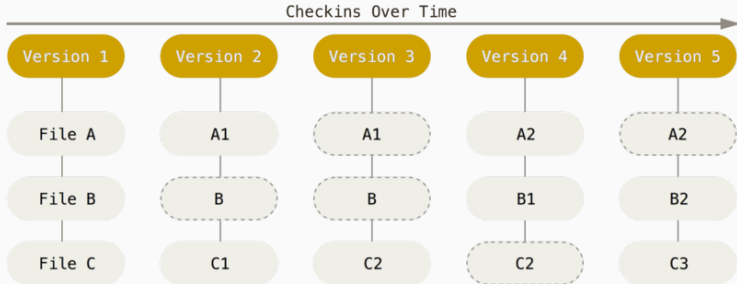 Checkins Over Time
Version 1 Version 2 Version 3 Version 4 Version 5
File A A1 A1 A2 A2
File B B B B1 B2
File C C1 C2 C2 C3